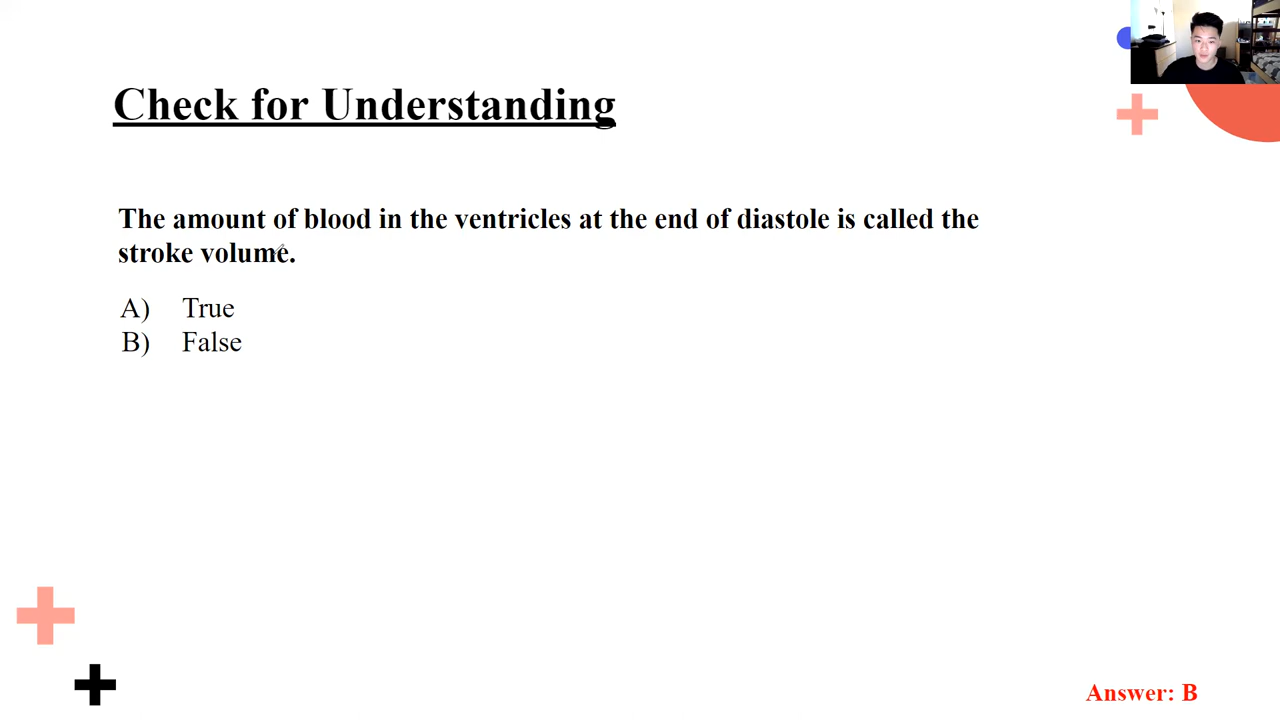 Check for Understanding
The amount of blood in the ventricles at the end of diastole is called the
stroke volume.
A) True
B) False
Answer: B